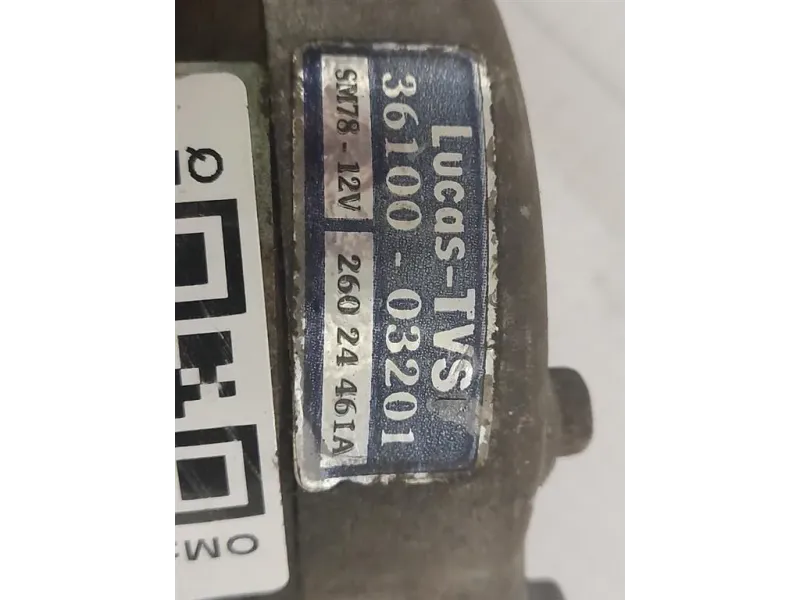 Lucas-TVS
36100 - 03201
SM78 - 12V 260 24 461A